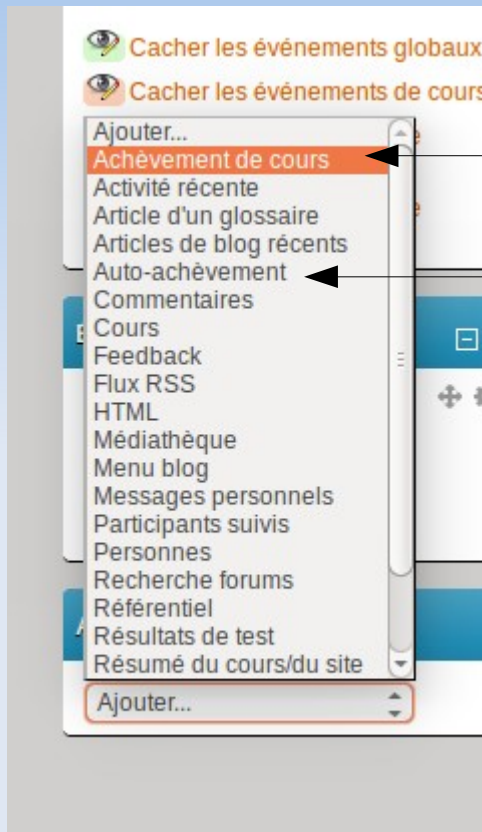 Cacher les événements globaux
Cacher les événements de cours
Ajouter...
Achèvement de cours
Activité récente
Article d'un glossaire
Articles de blog récents
Auto-achèvement
Commentaires
Cours
Feedback
Flux RSS
HTML
Médiathèque
Menu blog
Messages personnels
Participants suivis
Personnes
Recherche forums
Référentiel
Résultats de test
Résumé du cours/du site
Ajouter...